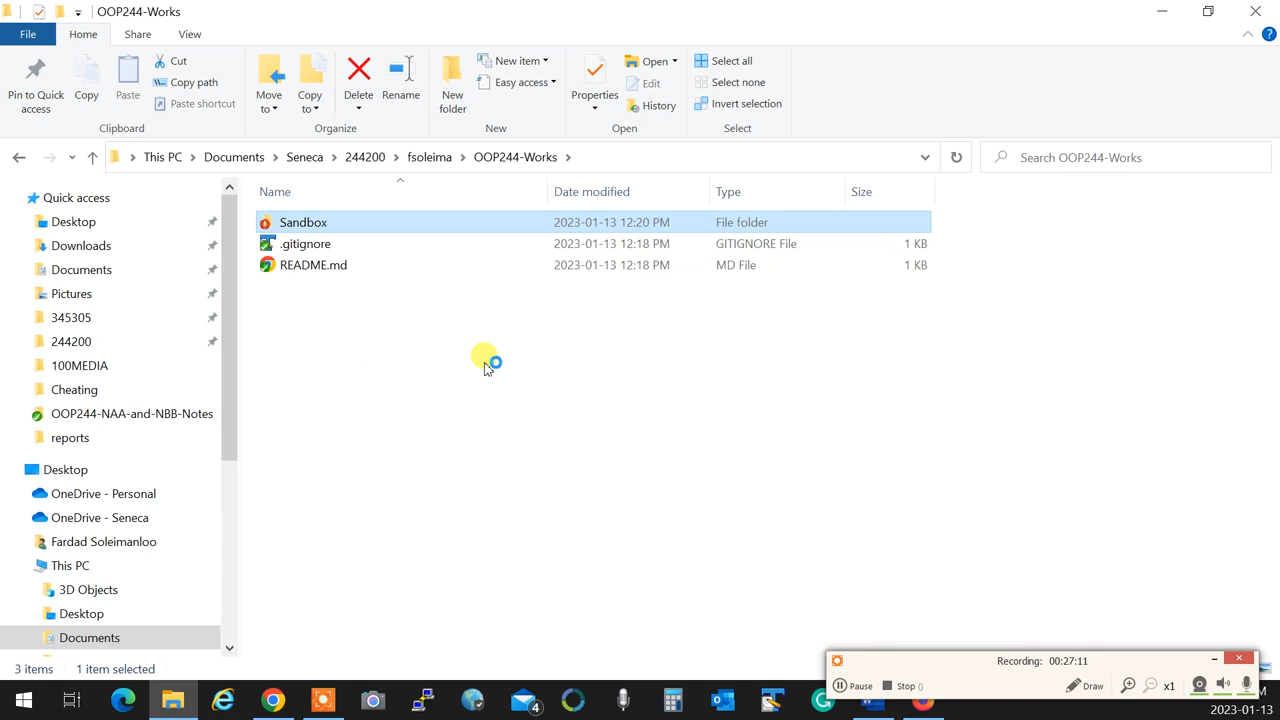 OOP244-Works
File Home Share View
Pin to Quick access
Copy
Paste
Cut
Copy path
Paste shortcut
Clipboard
Move to
Copy to
Delete
Rename
Organize
New folder
New item
Easy access
New
Properties
Open
Edit
History
Open
Select all
Select none
Invert selection
Select
This PC > Documents > Seneca > 244200 > fsoleima > OOP244-Works >
Search OOP244-Works
Name Date modified Type Size
Sandbox 2023-01-13 12:20 PM File folder
.gitignore 2023-01-13 12:18 PM GITIGNORE File 1 KB
README.md 2023-01-13 12:18 PM MD File 1 KB
Quick access
Desktop
Downloads
Documents
Pictures
345305
244200
100MEDIA
Cheating
OOP244-NAA-and-NBB-Notes
reports
Desktop
OneDrive - Personal
OneDrive - Seneca
Fardad Soleimanloo
This PC
3D Objects
Desktop
Documents
3 items 1 item selected
Recording: 00:27:11
Pause Stop () Draw x1
4
2023-01-13